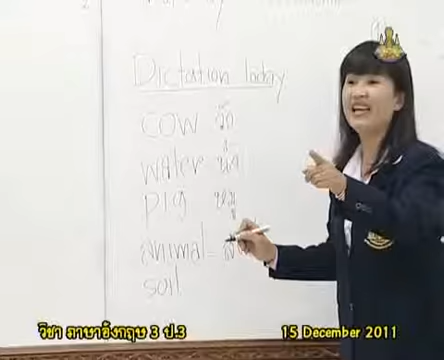 Dictation Today
cow วัว
water น้ำ
pig หมู
animal =
soil
วิชา ภาษาอังกฤษ 3 ป.3
15 December 2011